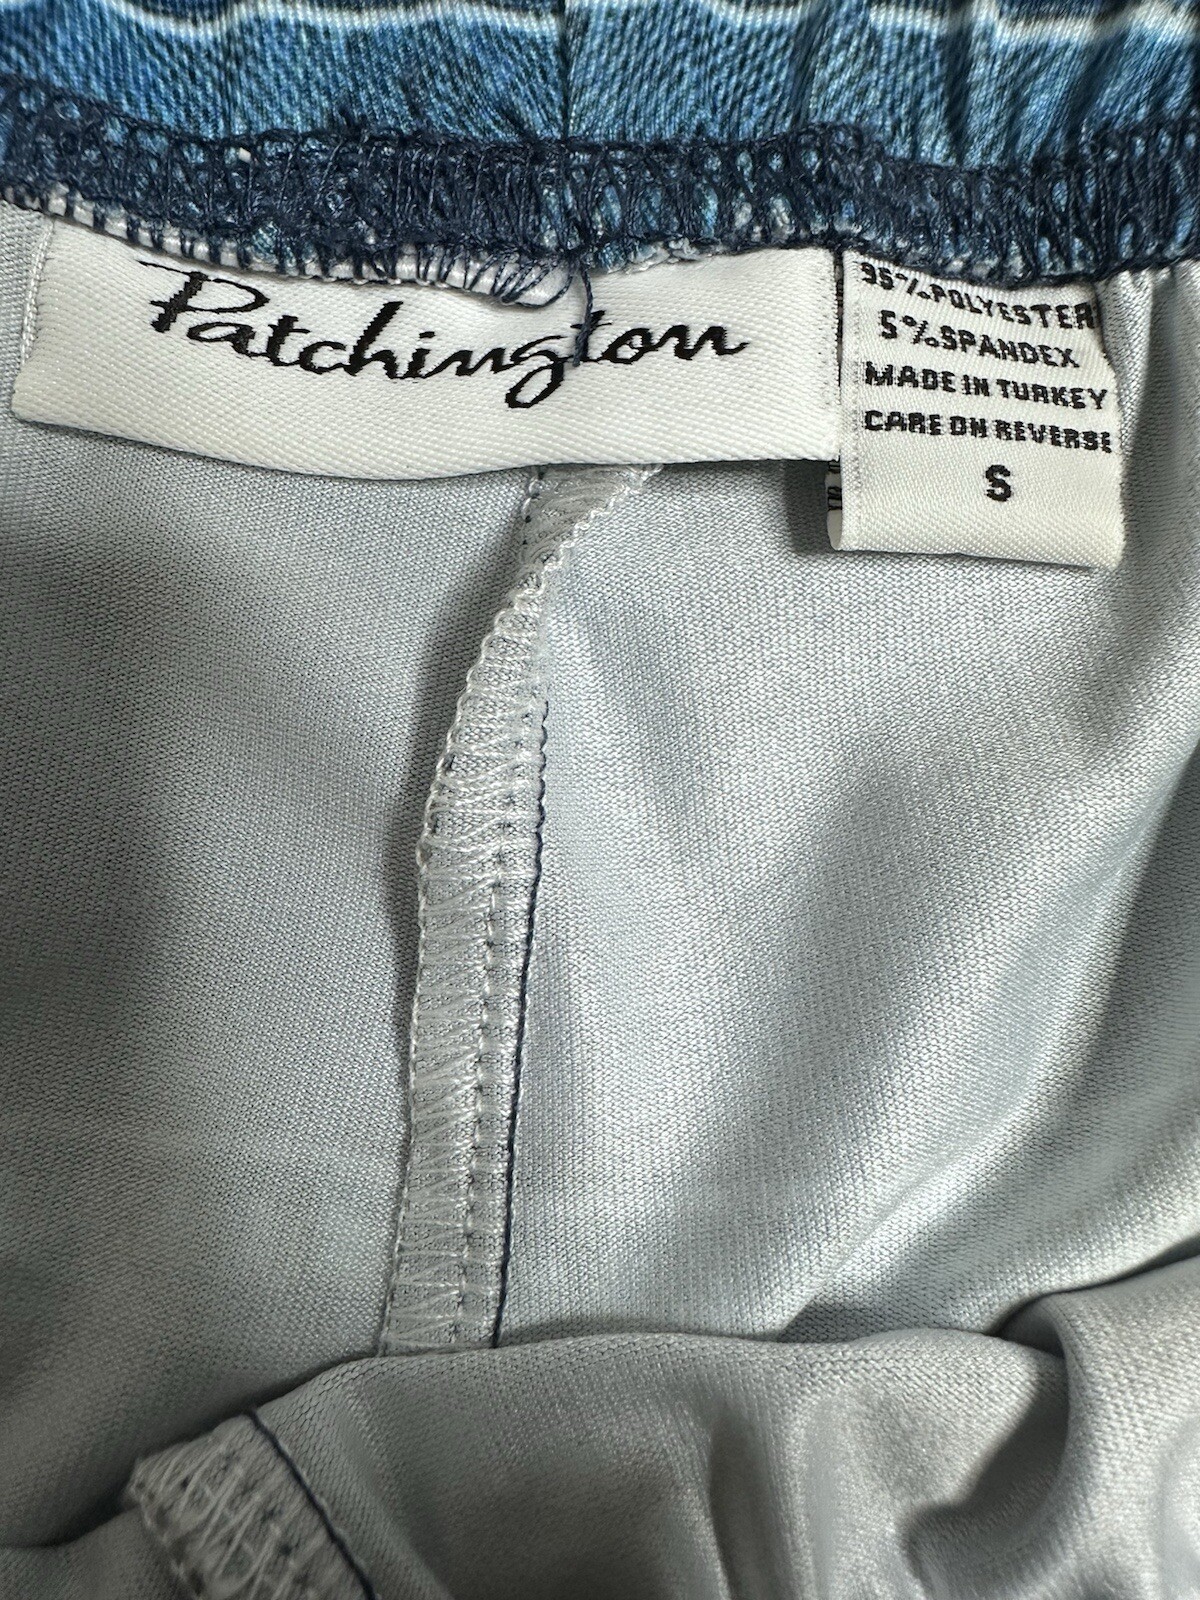 Patchington
95% POLYESTER
5% SPANDEX
MADE IN TURKEY
CARE ON REVERSE
S